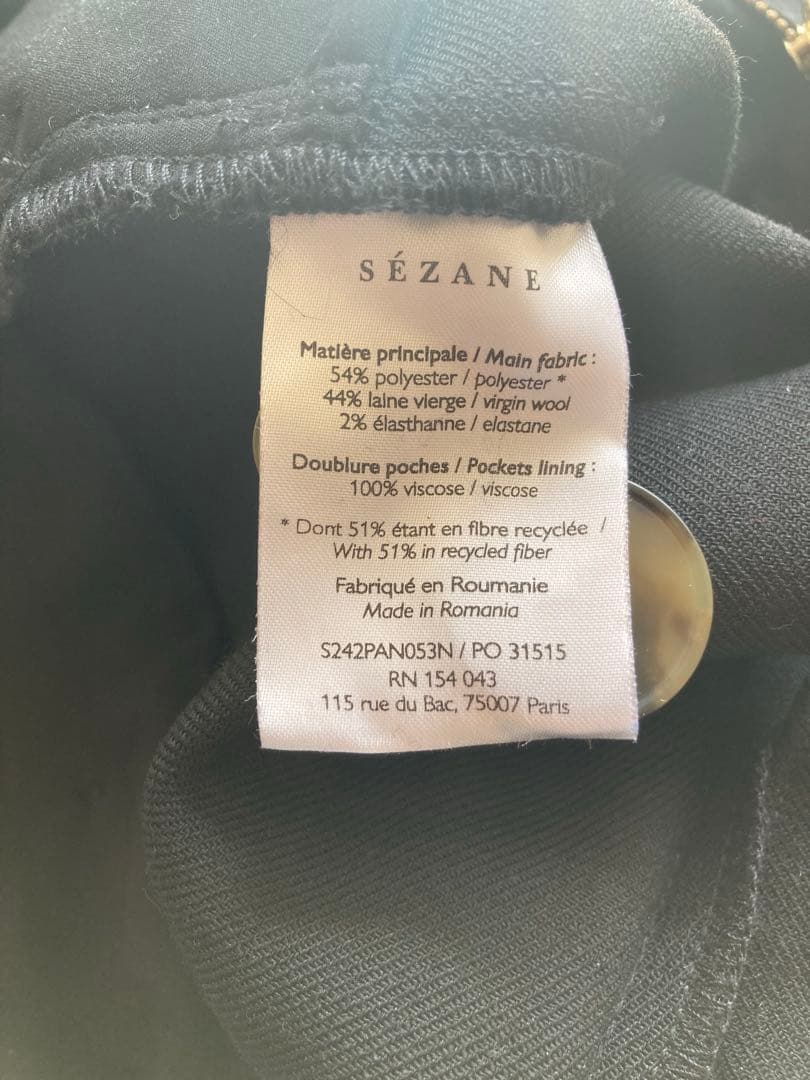 SÉZANE
Matière principale / Main fabric :
54% polyester / polyester *
44% laine vierge / virgin wool
2% élasthanne / elastane
Doublure poches / Pockets lining :
100% viscose / viscose
* Dont 51% étant en fibre recyclée /
With 51% in recycled fiber
Fabriqué en Roumanie
Made in Romania
S242PAN053N / PO 31515
RN 154 043
115 rue du Bac, 75007 Paris